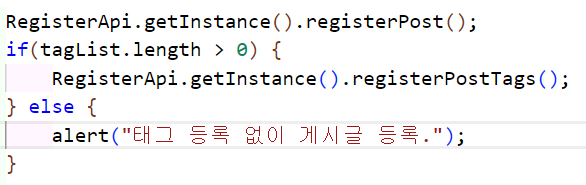 RegisterApi.getInstance().registerPost();
if(tagList.length > 0) {
    RegisterApi.getInstance().registerPostTags();
} else {
    alert("태그 등록 없이 게시글 등록.");
}